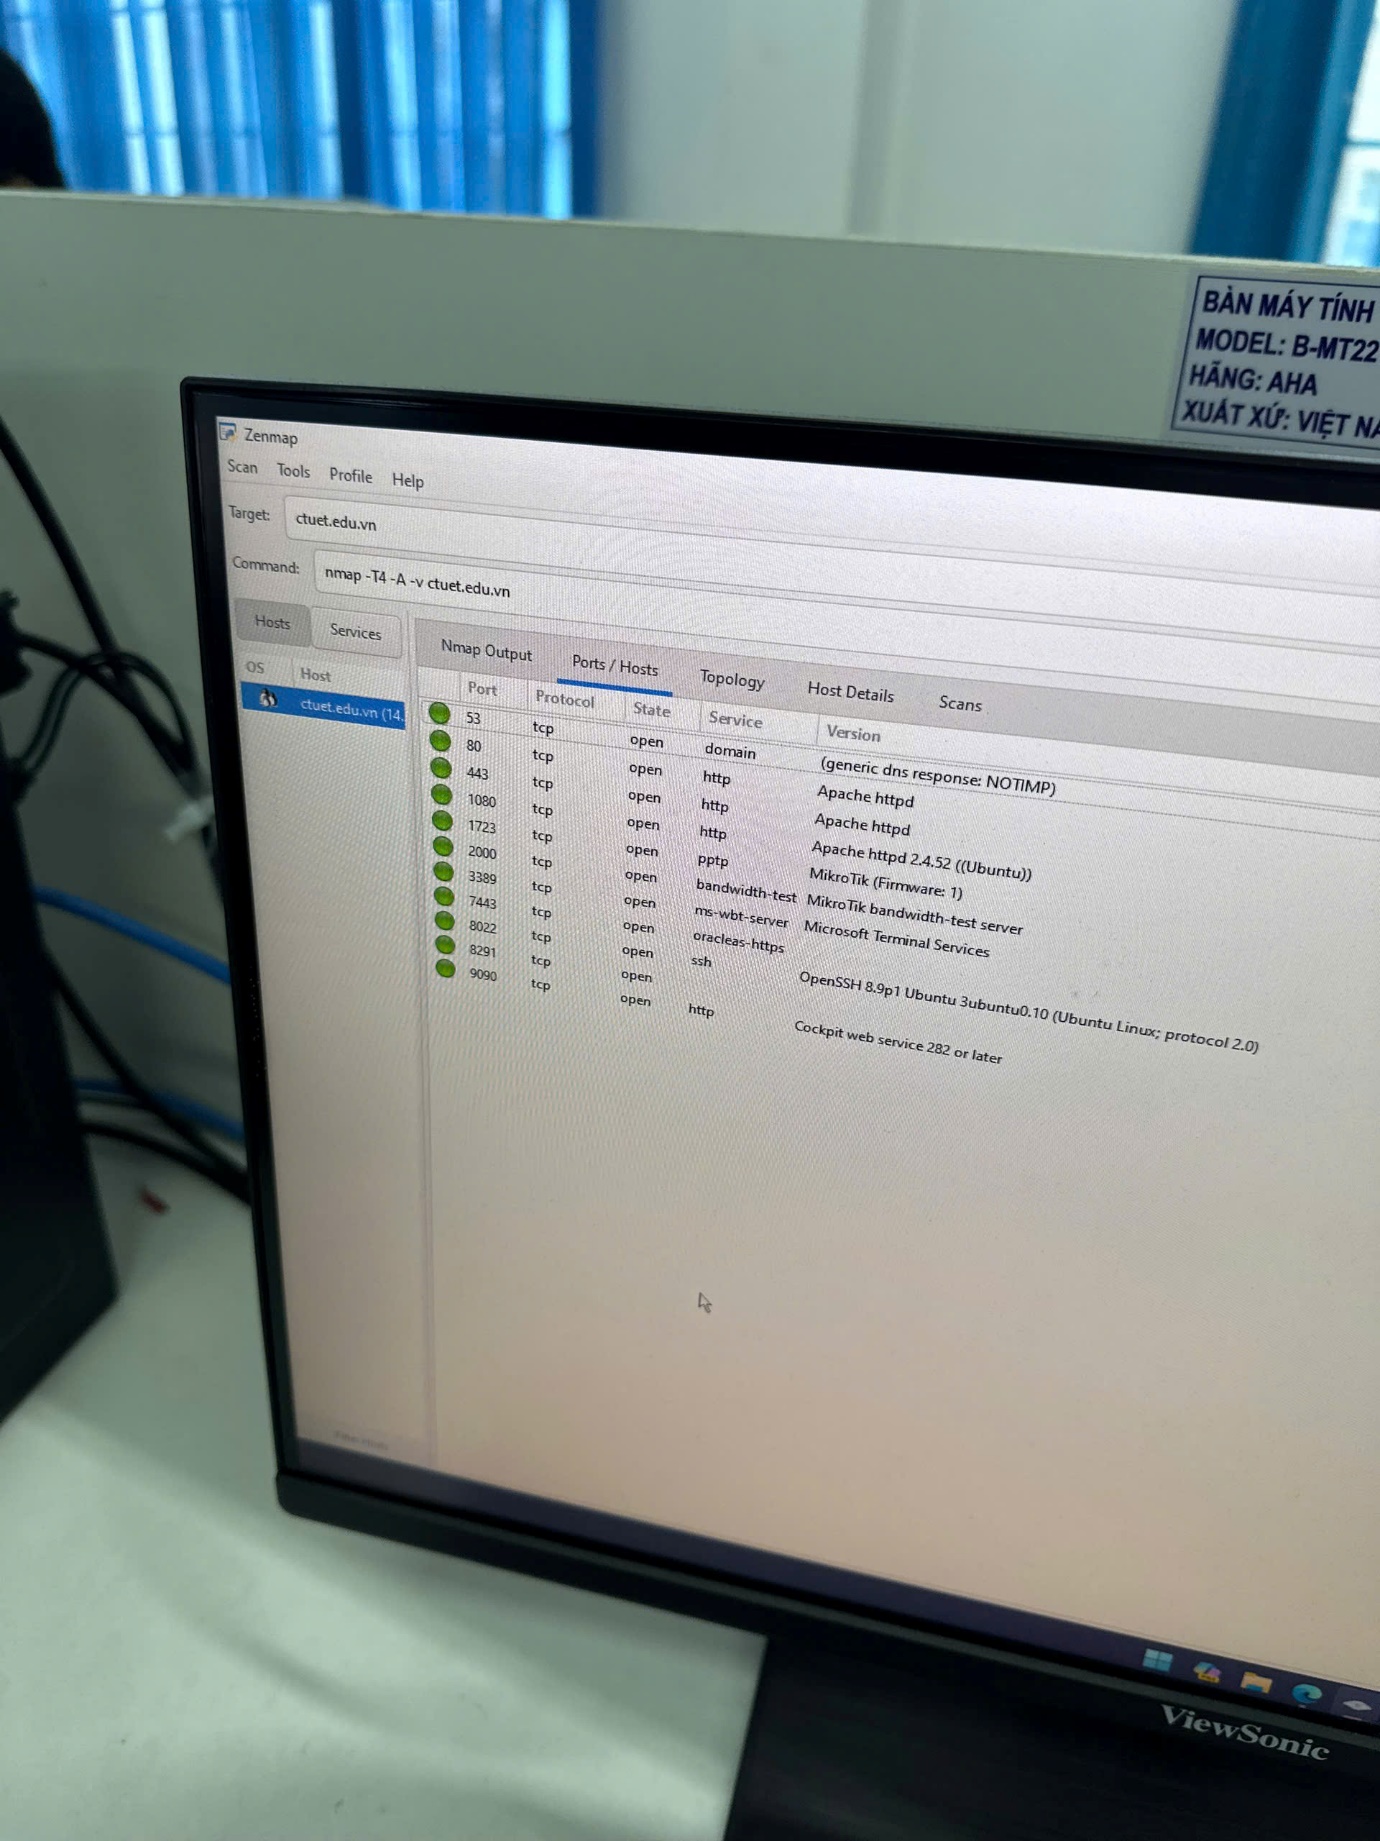 BÀN MÁY TÍNH
MODEL: B-MT22
HÃNG: AHA
XUẤT XỨ: VIỆT NA
Zenmap
Scan Tools Profile Help
Target: ctuet.edu.vn
Command: nmap -T4 -A -v ctuet.edu.vn
Hosts Services
Nmap Output Ports / Hosts Topology Host Details Scans
OS Host
ctuet.edu.vn (14.
Port Protocol State Service Version
53 tcp open domain (generic dns response: NOTIMP)
80 tcp open http Apache httpd
443 tcp open http Apache httpd
1080 tcp open http Apache httpd 2.4.52 ((Ubuntu))
1723 tcp open pptp MikroTik (Firmware: 1)
2000 tcp open bandwidth-test MikroTik bandwidth-test server
3389 tcp open ms-wbt-server Microsoft Terminal Services
7443 tcp open oracleas-https
8022 tcp open ssh OpenSSH 8.9p1 Ubuntu 3ubuntu0.10 (Ubuntu Linux; protocol 2.0)
8291 tcp open
9090 tcp open http Cockpit web service 282 or later
ViewSonic